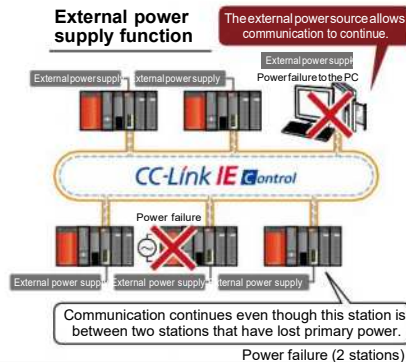 External power
supply function
The external power source allows
communication to continue.
External power supply
External power supply
External power suppl
Power failure to the PC
CC-Link IE Control
Power failure
External power supply
External power supply
External power supply
Communication continues even though this station is
between two stations that have lost primary power.
Power failure (2 stations)